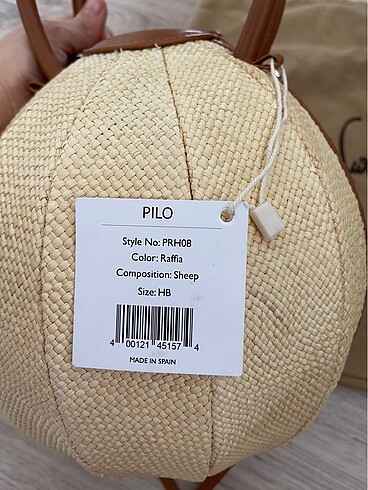 PILO
Style No: PRH08
Color: Raffia
Composition: Sheep
Size: HB
4 00121 45157 4
MADE IN SPAIN